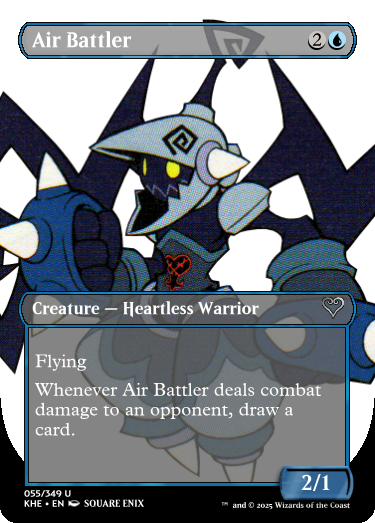 Air Battler 2
Creature — Heartless Warrior
Flying
Whenever Air Battler deals combat
damage to an opponent, draw a
card.
2/1
055/349 U
KHE • EN SQUARE ENIX
™ and © 2025 Wizards of the Coast